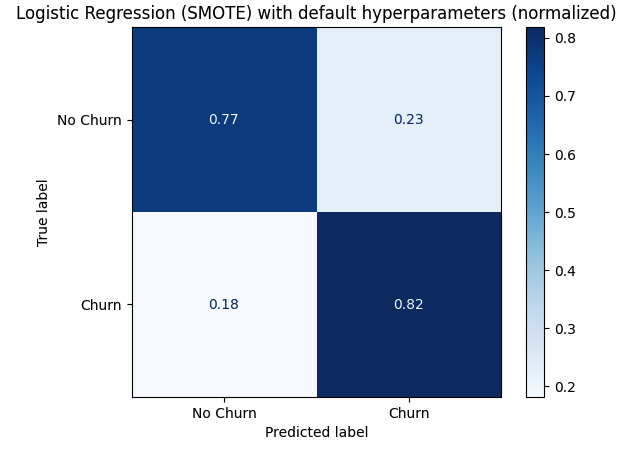 Logistic Regression (SMOTE) with default hyperparameters (normalized)
0.8
0.7
0.6
0.5
0.4
0.3
0.2
True label
No Churn
0.77
0.23
Churn
0.18
0.82
No Churn
Churn
Predicted label